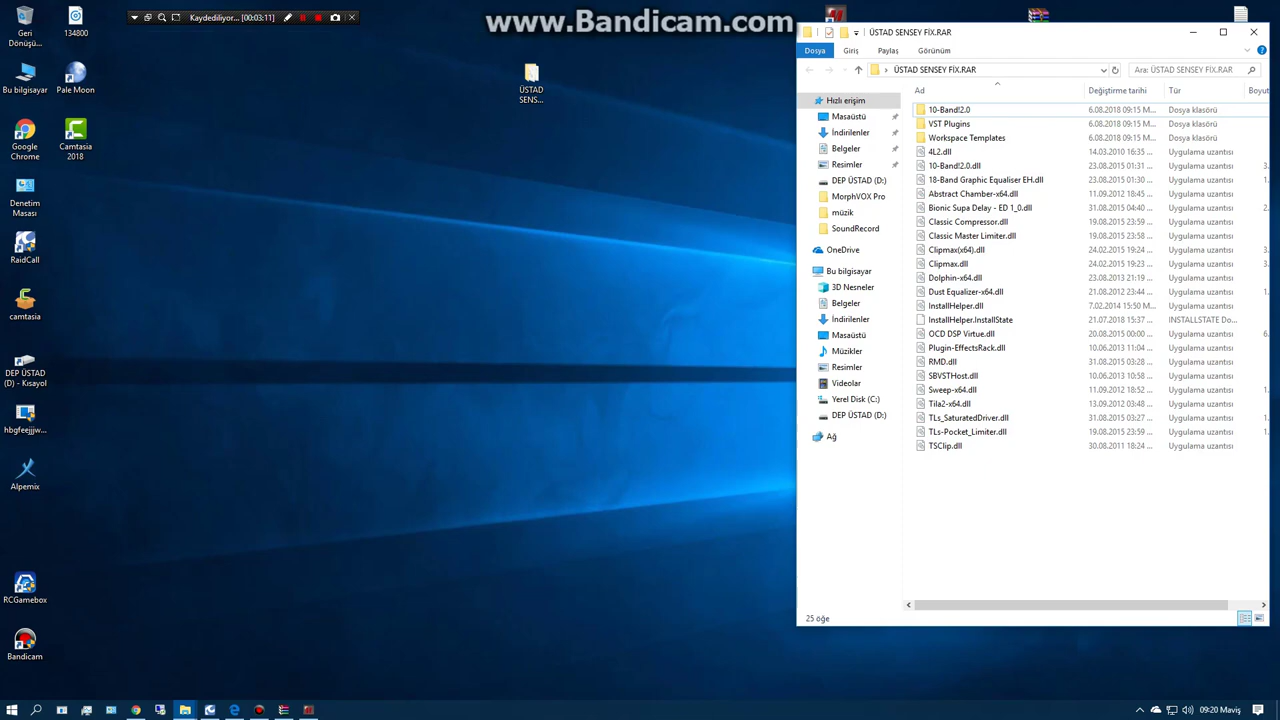 www.Bandicam.com
Kaydediliyor...
(00:03:11)
Geri
Dönüşü...
134800
Bu bilgisayar
Pale Moon
Google
Chrome
Camtasia
2018
Denetim
Masası
RaidCall
camtasia
DEP ÜSTAD
(D) - Kısayol
hbgfeejjjw...
Alpemix
RCGamebox
Bandicam
ÜSTAD
SENS...
ÜSTAD SENSEY FİX.RAR
Dosya
Giriş
Paylaş
Görünüm
ÜSTAD SENSEY FİX.RAR
Ara: ÜSTAD SENSEY FİX.RAR
Hızlı erişim
Masaüstü
İndirilenler
Belgeler
Resimler
DEP ÜSTAD (D:)
MorphVOX Pro
müzik
SoundRecord
OneDrive
Bu bilgisayar
3D Nesneler
Belgeler
İndirilenler
Masaüstü
Müzikler
Resimler
Videolar
Yerel Disk (C:)
DEP ÜSTAD (D:)
Ağ
Ad Değiştirme tarihi Tür Boyut
10-Band!2.0 6.08.2018 09:15 M... Dosya klasörü
VST Plugins 6.08.2018 09:15 M... Dosya klasörü
Workspace Templates 6.08.2018 09:15 M... Dosya klasörü
4L2.dll 14.03.2010 16:35 ... Uygulama uzantısı
10-Band!2.0.dll 23.08.2015 01:31 ... Uygulama uzantısı 3.
18-Band Graphic Equaliser EH.dll 23.08.2015 01:30 ... Uygulama uzantısı 1.
Abstract Chamber-x64.dll 11.09.2012 18:45 ... Uygulama uzantısı
Bionic Supa Delay - ED 1_0.dll 31.08.2015 04:40 ... Uygulama uzantısı 2.
Classic Compressor.dll 19.08.2015 23:59 ... Uygulama uzantısı
Classic Master Limiter.dll 19.08.2015 23:58 ... Uygulama uzantısı
Clipmax(x64).dll 24.02.2015 19:24 ... Uygulama uzantısı 3.
Clipmax.dll 24.02.2015 19:23 ... Uygulama uzantısı 3.
Dolphin-x64.dll 23.08.2013 21:19 ... Uygulama uzantısı
Dust Equalizer-x64.dll 21.08.2012 23:44 ... Uygulama uzantısı 1.
InstallHelper.dll 7.02.2014 15:50 M... Uygulama uzantısı
InstallHelper.InstallState 21.07.2018 15:37 ... INSTALLSTATE Do...
OCD DSP Virtue.dll 20.08.2015 00:00 ... Uygulama uzantısı 6.
Plugin-EffectsRack.dll 10.06.2013 11:04 ... Uygulama uzantısı
RMD.dll 31.08.2015 03:28 ... Uygulama uzantısı 1.
SBVSTHost.dll 10.06.2013 10:58 ... Uygulama uzantısı
Sweep-x64.dll 11.09.2012 18:52 ... Uygulama uzantısı 1.
Tila2-x64.dll 13.09.2012 03:48 ... Uygulama uzantısı
TLs_SaturatedDriver.dll 31.08.2015 03:27 ... Uygulama uzantısı 1.
TLs-Pocket_Limiter.dll 19.08.2015 23:59 ... Uygulama uzantısı 1.
TSClip.dll 30.08.2011 18:24 ... Uygulama uzantısı
25 öğe
09:20 Maviş